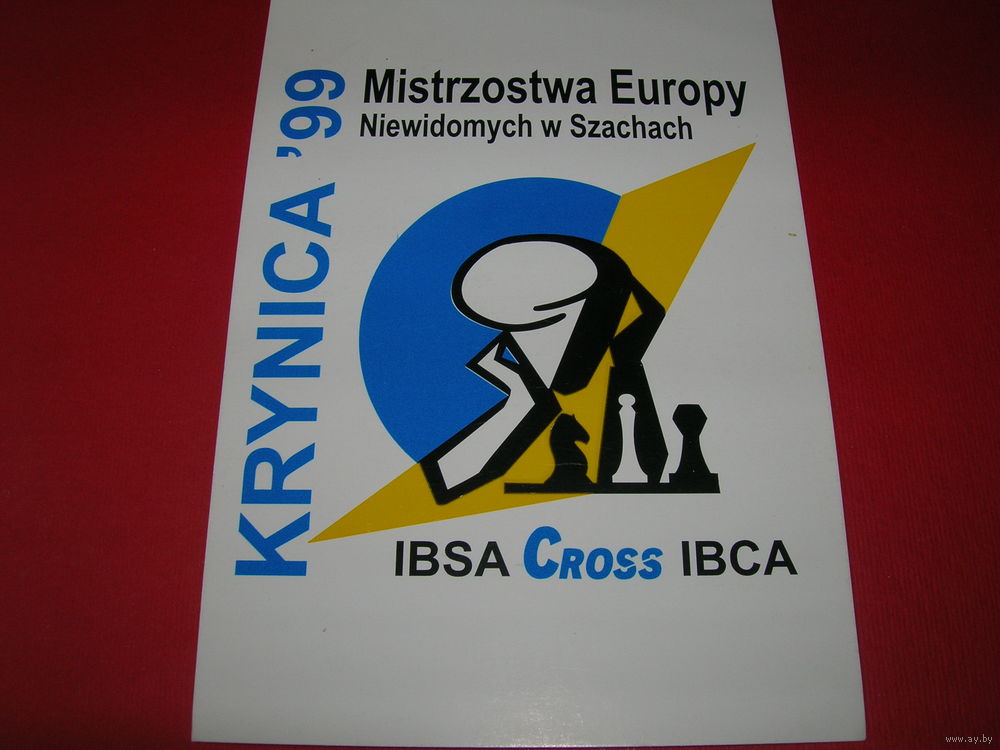 KRYNICA '99
Mistrzostwa Europy
Niewidomych w Szachach
IBSA Cross IBCA
www.ay.by